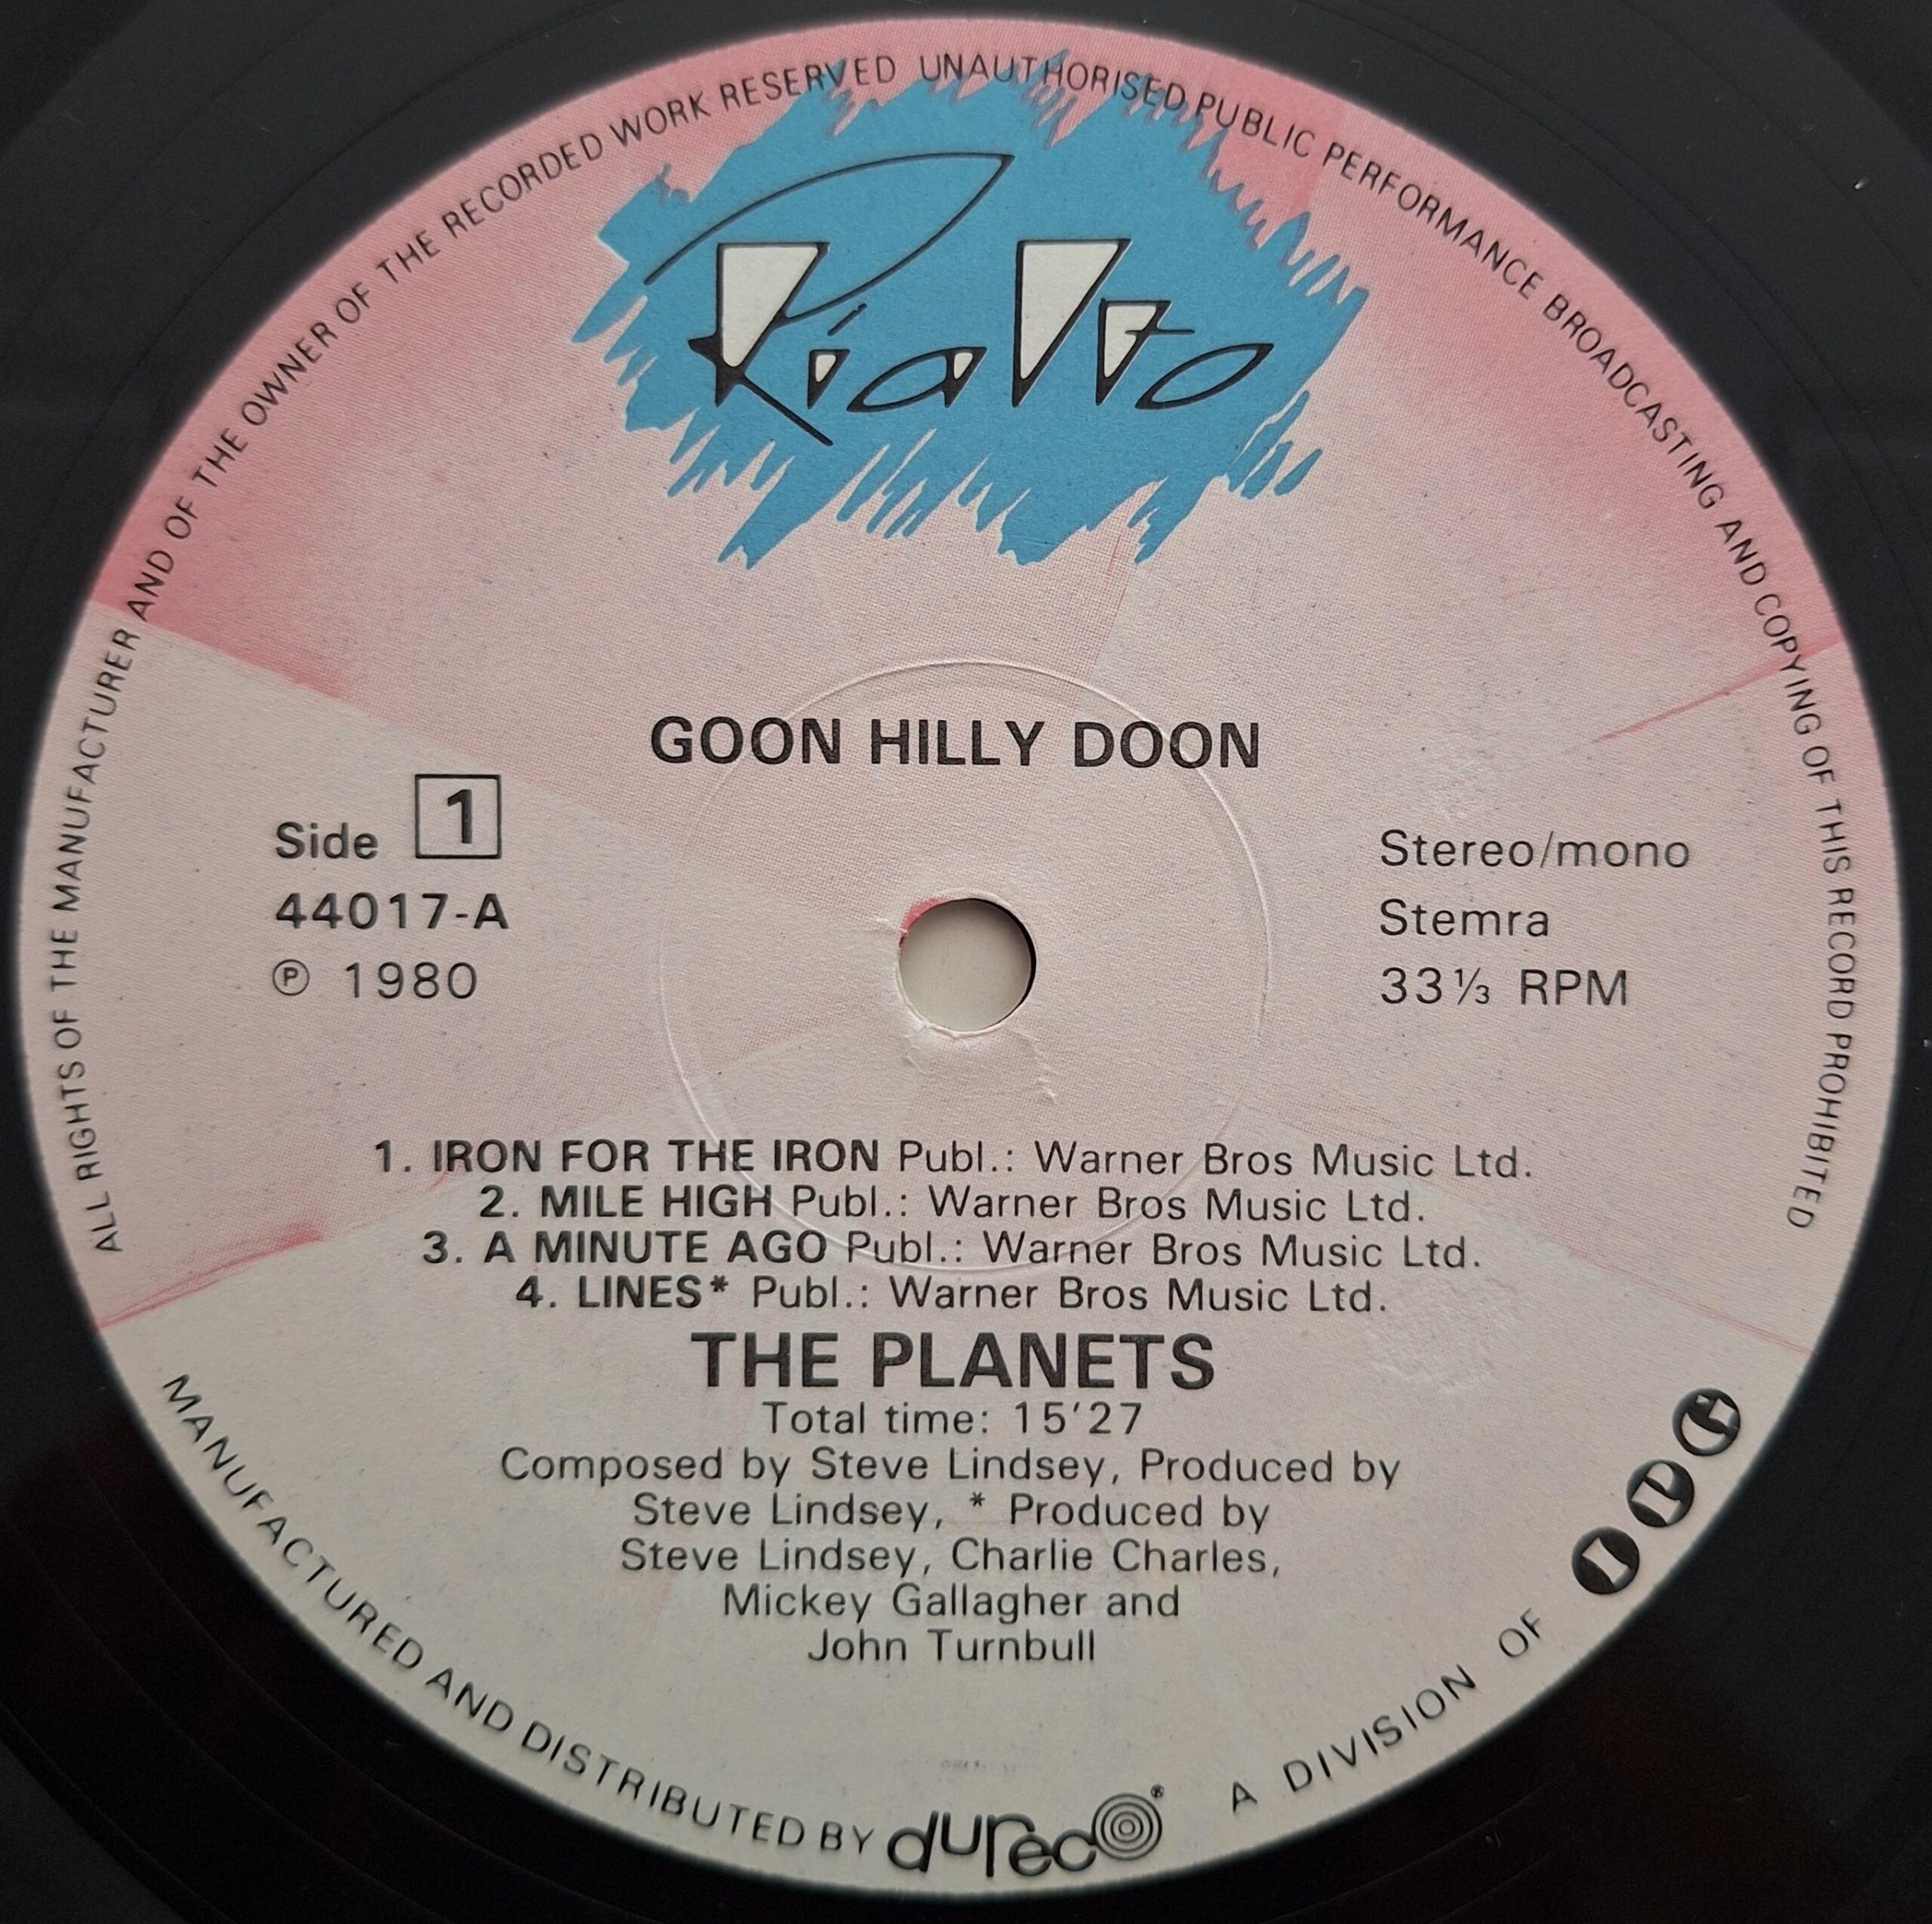 ALL RIGHTS OF THE MANUFACTURER AND OF THE OWNER OF THE RECORDED WORK RESERVED UNAUTHORISED PUBLIC PERFORMANCE BROADCASTING AND COPYING OF THIS RECORD PROHIBITED
Rialto
GOON HILLY DOON
Side 1
44017-A
℗ 1980
Stereo/mono
Stemra
33⅓ RPM
1. IRON FOR THE IRON Publ.: Warner Bros Music Ltd.
2. MILE HIGH Publ.: Warner Bros Music Ltd.
3. A MINUTE AGO Publ.: Warner Bros Music Ltd.
4. LINES* Publ.: Warner Bros Music Ltd.
THE PLANETS
Total time: 15'27
Composed by Steve Lindsey, Produced by
Steve Lindsey, * Produced by
Steve Lindsey, Charlie Charles,
Mickey Gallagher and
John Turnbull
MANUFACTURED AND DISTRIBUTED BY dureco® A DIVISION OF